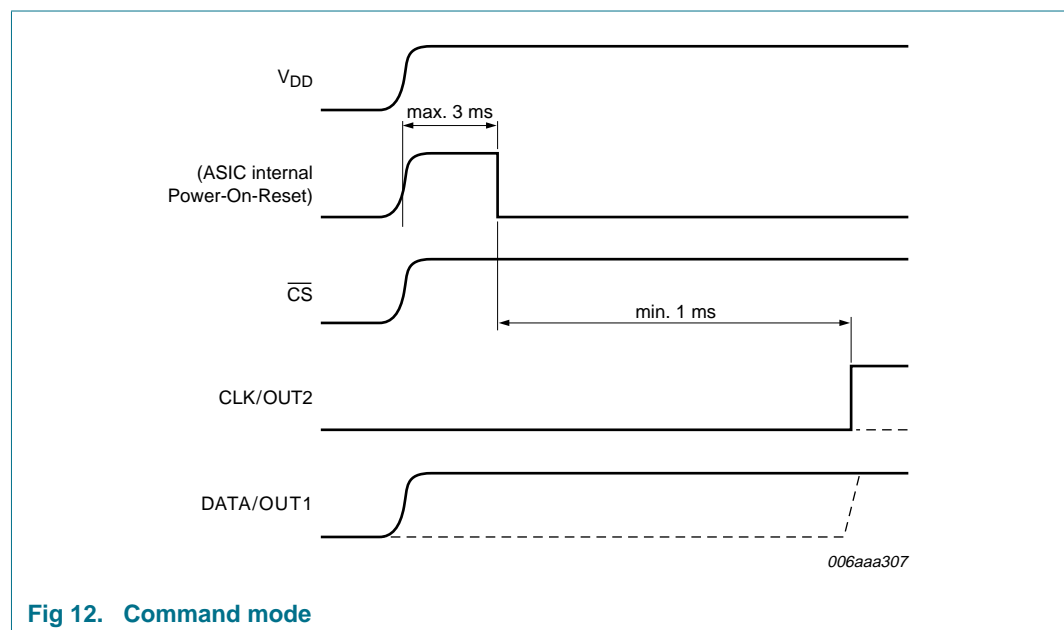 VDD
max. 3 ms
(ASIC internal
Power-On-Reset)
CS
min. 1 ms
CLK/OUT2
DATA/OUT1
006aaa307
Fig 12. Command mode